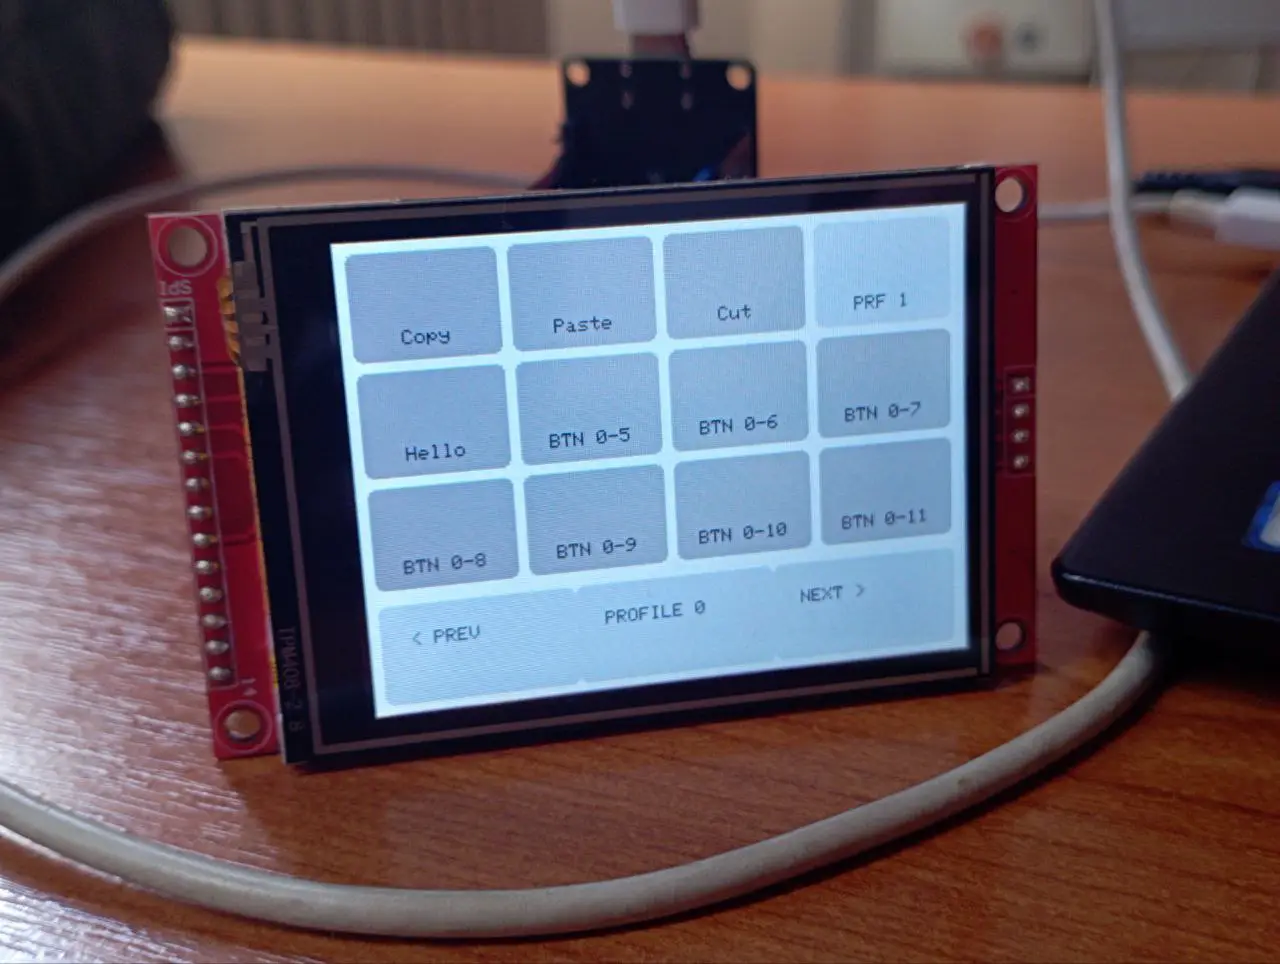 Copy Paste Cut PRF 1
Hello BTN 0-5 BTN 0-6 BTN 0-7
BTN 0-8 BTN 0-9 BTN 0-10 BTN 0-11
< PREV PROFILE 0 NEXT >
SPI
14